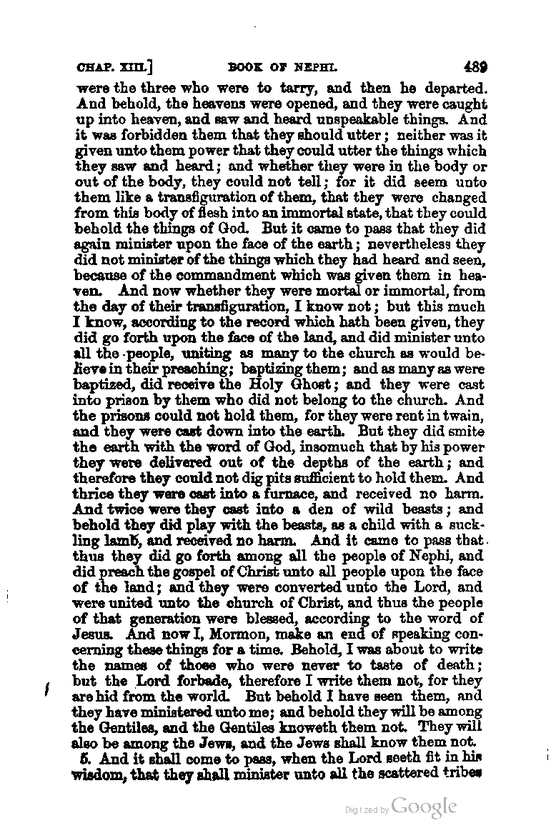 CHAP. XIII.] BOOK OF NEPHI. 489
were the three who were to tarry, and then he departed.
And behold, the heavens were opened, and they were caught
up into heaven, and saw and heard unspeakable things. And
it was forbidden them that they should utter; neither was it
given unto them power that they could utter the things which
they saw and heard; and whether they were in the body or
out of the body, they could not tell; for it did seem unto
them like a transfiguration of them, that they were changed
from this body of flesh into an immortal state, that they could
behold the things of God. But it came to pass that they did
again minister upon the face of the earth; nevertheless they
did not minister of the things which they had heard and seen,
because of the commandment which was given them in hea-
ven. And now whether they were mortal or immortal, from
the day of their transfiguration, I know not; but this much
I know, according to the record which hath been given, they
did go forth upon the face of the land, and did minister unto
all the people, uniting as many to the church as would be-
lieve in their preaching; baptizing them; and as many as were
baptized, did receive the Holy Ghost; and they were cast
into prison by them who did not belong to the church. And
the prisons could not hold them, for they were rent in twain,
and they were cast down into the earth. But they did smite
the earth with the word of God, insomuch that by his power
they were delivered out of the depths of the earth; and
therefore they could not dig pits sufficient to hold them. And
thrice they were cast into a furnace, and received no harm.
And twice were they cast into a den of wild beasts; and
behold they did play with the beasts, as a child with a suck-
ling lamb, and received no harm. And it came to pass that
thus they did go forth among all the people of Nephi, and
did preach the gospel of Christ unto all people upon the face
of the land; and they were converted unto the Lord, and
were united unto the church of Christ, and thus the people
of that generation were blessed, according to the word of
Jesus. And now I, Mormon, make an end of speaking con-
cerning these things for a time. Behold, I was about to write
the names of those who were never to taste of death;
but the Lord forbade, therefore I write them not, for they
are hid from the world. But behold I have seen them, and
they have ministered unto me; and behold they will be among
the Gentiles, and the Gentiles knoweth them not. They will
also be among the Jews, and the Jews shall know them not.
5. And it shall come to pass, when the Lord seeth fit in his
wisdom, that they shall minister unto all the scattered tribes
Digitized by Google